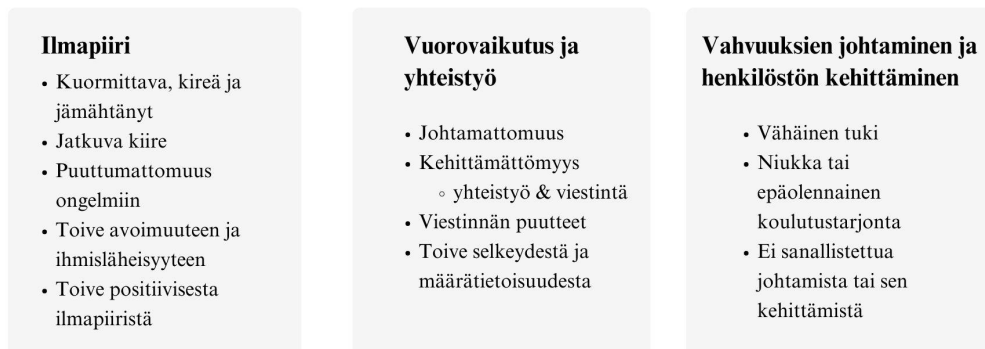 Ilmapiiri
• Kuormittava, kireä ja
jämähtänyt
• Jatkuva kiire
• Puuttumattomuus
ongelmiin
• Toive avoimuuteen ja
ihmisläheisyyteen
• Toive positiivisesta
ilmapiiristä
Vuorovaikutus ja
yhteistyö
• Johtamattomuus
• Kehittämättömyys
◦ yhteistyö & viestintä
• Viestinnän puutteet
• Toive selkeydestä ja
määrätietoisuudesta
Vahvuuksien johtaminen ja
henkilöstön kehittäminen
• Vähäinen tuki
• Niukka tai
epäolennainen
koulutustarjonta
• Ei sanallistettua
johtamista tai sen
kehittämistä